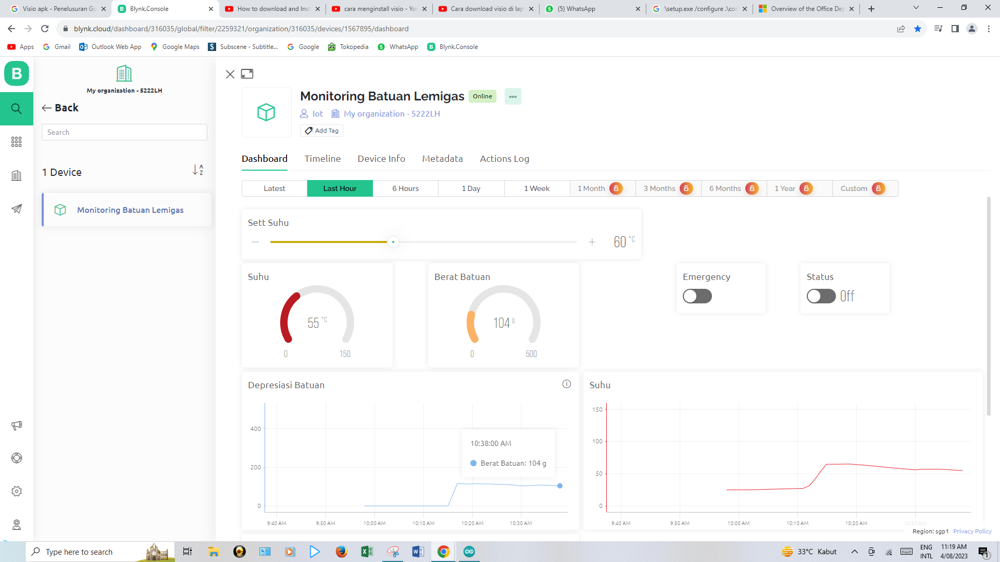 Visio apk - Penelusuran Go
Blynk.Console
How to download and Inst
cara menginstall visio - You
Cara download visio di lap
(5) WhatsApp
\setup.exe /configure .\cor
Overview of the Office Dep
blynk.cloud/dashboard/316035/global/filter/2259321/organization/316035/devices/1567895/dashboard
Apps
Gmail
Outlook Web App
Google Maps
Subscene - Subtitle...
Google
Tokopedia
WhatsApp
Blynk.Console
B
My organization - 5222LH
Back
Search
1 Device
A
Z
Monitoring Batuan Lemigas
Monitoring Batuan Lemigas
Online
Iot
My organization - 5222LH
Add Tag
Dashboard
Timeline
Device Info
Metadata
Actions Log
Latest
Last Hour
6 Hours
1 Day
1 Week
1 Month
3 Months
6 Months
1 Year
Custom
Sett Suhu
60 °C
Suhu
55 °C
0
150
Berat Batuan
104 g
0
500
Emergency
Status
Off
Depresiasi Batuan
400
200
0
10:38:00 AM
Berat Batuan: 104 g
9:40 AM
9:50 AM
10:00 AM
10:10 AM
10:20 AM
10:30 AM
Suhu
150
100
50
0
9:40 AM
9:50 AM
10:00 AM
10:10 AM
10:20 AM
10:30 AM
Region: sgp1
Privacy Policy
Type here to search
33°C Kabut
ENG
INTL
11:19 AM
4/08/2023
1